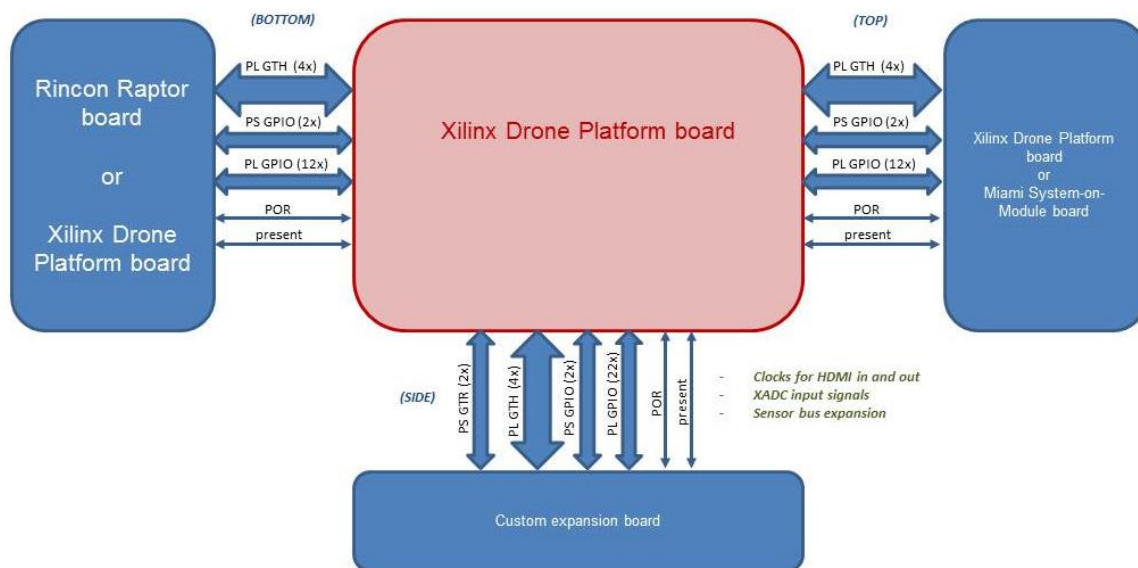 (BOTTOM)
(TOP)
Rincon Raptor
board
or
Xilinx Drone
Platform board
PL GTH (4x)
PS GPIO (2x)
PL GPIO (12x)
POR
present
Xilinx Drone Platform board
PL GTH (4x)
PS GPIO (2x)
PL GPIO (12x)
POR
present
Xilinx Drone Platform
board
or
Miami System-on-
Module board
(SIDE)
PS GTR (2x)
PL GTH (4x)
PS GPIO (2x)
PL GPIO (22x)
POR
present
- Clocks for HDMI in and out
- XADC input signals
- Sensor bus expansion
Custom expansion board